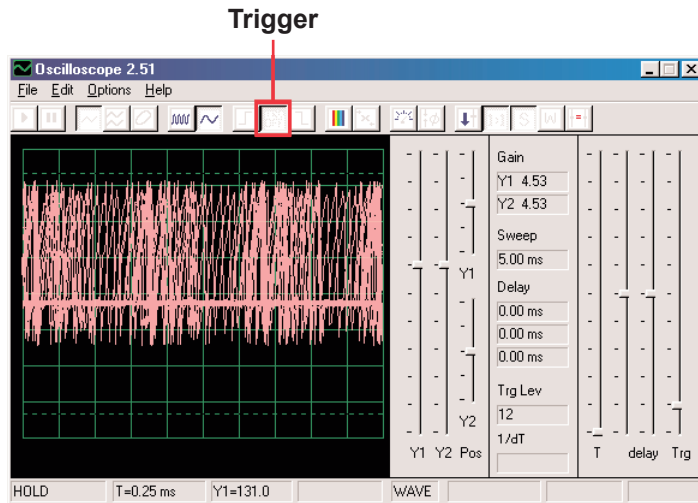 Trigger
Oscilloscope 2.51
File Edit Options Help
1:1 S W
Gain
Y1 4.53
Y2 4.53
Sweep
5.00 ms
Y1
Delay
0.00 ms
0.00 ms
0.00 ms
Trg Lev
12
Y2
1/dT
Y1 Y2 Pos
T delay Trg
HOLD T=0.25 ms Y1=131.0 WAVE